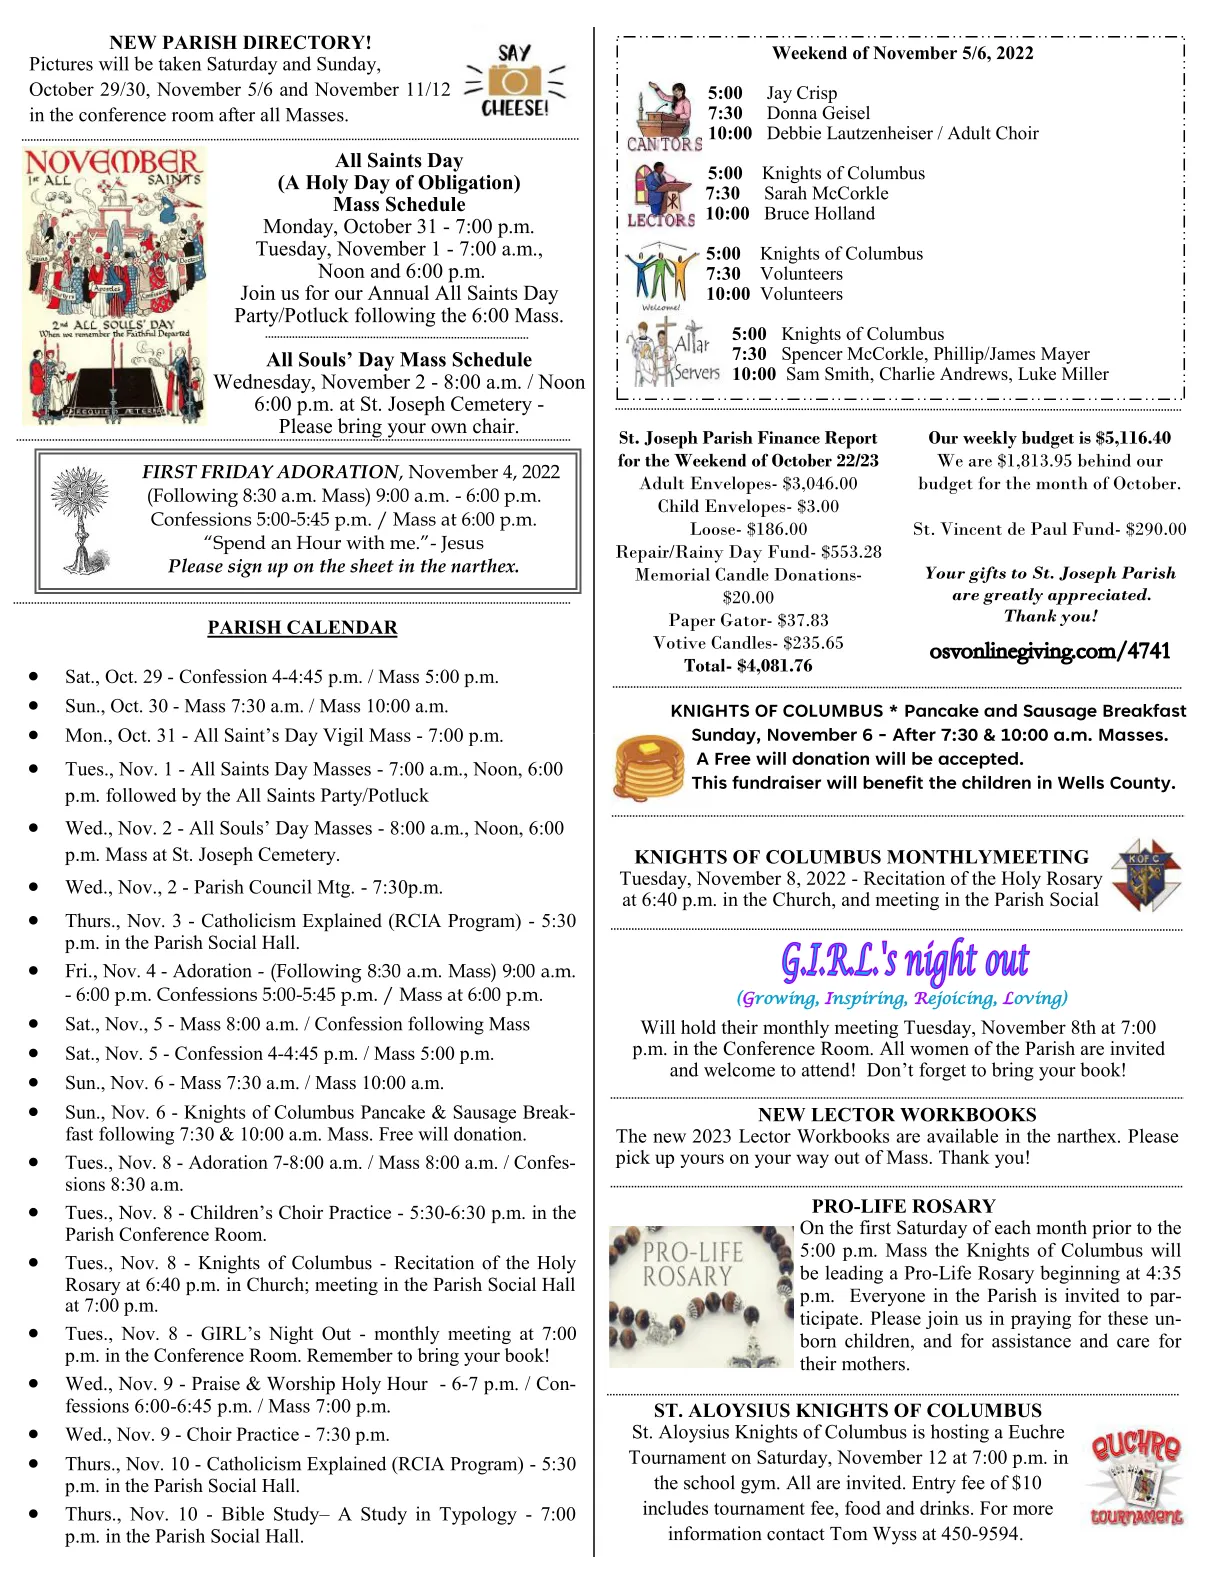 NEW PARISH DIRECTORY!
Pictures will be taken Saturday and Sunday,
October 29/30, November 5/6 and November 11/12
in the conference room after all Masses.
SAY
CHEESE!
NOVEMBER
1st ALL SAINTS
Virgins
Doctors
Martyrs
Apostles
Confessors
2nd ALL SOULS' DAY
When we remember the Faithful Departed
REQUIEM ÆTERN
All Saints Day
(A Holy Day of Obligation)
Mass Schedule
Monday, October 31 - 7:00 p.m.
Tuesday, November 1 - 7:00 a.m.,
Noon and 6:00 p.m.
Join us for our Annual All Saints Day
Party/Potluck following the 6:00 Mass.
All Souls’ Day Mass Schedule
Wednesday, November 2 - 8:00 a.m. / Noon
6:00 p.m. at St. Joseph Cemetery -
Please bring your own chair.
FIRST FRIDAY ADORATION, November 4, 2022
(Following 8:30 a.m. Mass) 9:00 a.m. - 6:00 p.m.
Confessions 5:00-5:45 p.m. / Mass at 6:00 p.m.
“Spend an Hour with me.”- Jesus
Please sign up on the sheet in the narthex.
PARISH CALENDAR
• Sat., Oct. 29 - Confession 4-4:45 p.m. / Mass 5:00 p.m.
• Sun., Oct. 30 - Mass 7:30 a.m. / Mass 10:00 a.m.
• Mon., Oct. 31 - All Saint’s Day Vigil Mass - 7:00 p.m.
• Tues., Nov. 1 - All Saints Day Masses - 7:00 a.m., Noon, 6:00
p.m. followed by the All Saints Party/Potluck
• Wed., Nov. 2 - All Souls’ Day Masses - 8:00 a.m., Noon, 6:00
p.m. Mass at St. Joseph Cemetery.
• Wed., Nov., 2 - Parish Council Mtg. - 7:30p.m.
• Thurs., Nov. 3 - Catholicism Explained (RCIA Program) - 5:30
p.m. in the Parish Social Hall.
• Fri., Nov. 4 - Adoration - (Following 8:30 a.m. Mass) 9:00 a.m.
- 6:00 p.m. Confessions 5:00-5:45 p.m. / Mass at 6:00 p.m.
• Sat., Nov., 5 - Mass 8:00 a.m. / Confession following Mass
• Sat., Nov. 5 - Confession 4-4:45 p.m. / Mass 5:00 p.m.
• Sun., Nov. 6 - Mass 7:30 a.m. / Mass 10:00 a.m.
• Sun., Nov. 6 - Knights of Columbus Pancake & Sausage Break-
fast following 7:30 & 10:00 a.m. Mass. Free will donation.
• Tues., Nov. 8 - Adoration 7-8:00 a.m. / Mass 8:00 a.m. / Confes-
sions 8:30 a.m.
• Tues., Nov. 8 - Children’s Choir Practice - 5:30-6:30 p.m. in the
Parish Conference Room.
• Tues., Nov. 8 - Knights of Columbus - Recitation of the Holy
Rosary at 6:40 p.m. in Church; meeting in the Parish Social Hall
at 7:00 p.m.
• Tues., Nov. 8 - GIRL’s Night Out - monthly meeting at 7:00
p.m. in the Conference Room. Remember to bring your book!
• Wed., Nov. 9 - Praise & Worship Holy Hour - 6-7 p.m. / Con-
fessions 6:00-6:45 p.m. / Mass 7:00 p.m.
• Wed., Nov. 9 - Choir Practice - 7:30 p.m.
• Thurs., Nov. 10 - Catholicism Explained (RCIA Program) - 5:30
p.m. in the Parish Social Hall.
• Thurs., Nov. 10 - Bible Study– A Study in Typology - 7:00
p.m. in the Parish Social Hall.
Weekend of November 5/6, 2022
CANTORS
5:00 Jay Crisp
7:30 Donna Geisel
10:00 Debbie Lautzenheiser / Adult Choir
LECTORS
5:00 Knights of Columbus
7:30 Sarah McCorkle
10:00 Bruce Holland
Welcome!
5:00 Knights of Columbus
7:30 Volunteers
10:00 Volunteers
Altar
Servers
5:00 Knights of Columbus
7:30 Spencer McCorkle, Phillip/James Mayer
10:00 Sam Smith, Charlie Andrews, Luke Miller
St. Joseph Parish Finance Report
for the Weekend of October 22/23
Adult Envelopes- $3,046.00
Child Envelopes- $3.00
Loose- $186.00
Repair/Rainy Day Fund- $553.28
Memorial Candle Donations-
$20.00
Paper Gator- $37.83
Votive Candles- $235.65
Total- $4,081.76
Our weekly budget is $5,116.40
We are $1,813.95 behind our
budget for the month of October.
St. Vincent de Paul Fund- $290.00
Your gifts to St. Joseph Parish
are greatly appreciated.
Thank you!
osvonlinegiving.com/4741
KNIGHTS OF COLUMBUS * Pancake and Sausage Breakfast
Sunday, November 6 - After 7:30 & 10:00 a.m. Masses.
A Free will donation will be accepted.
This fundraiser will benefit the children in Wells County.
KNIGHTS OF COLUMBUS MONTHLYMEETING
Tuesday, November 8, 2022 - Recitation of the Holy Rosary
at 6:40 p.m. in the Church, and meeting in the Parish Social
K OF C
G.I.R.L.'s night out
(Growing, Inspiring, Rejoicing, Loving)
Will hold their monthly meeting Tuesday, November 8th at 7:00
p.m. in the Conference Room. All women of the Parish are invited
and welcome to attend! Don’t forget to bring your book!
NEW LECTOR WORKBOOKS
The new 2023 Lector Workbooks are available in the narthex. Please
pick up yours on your way out of Mass. Thank you!
PRO-LIFE ROSARY
PRO-LIFE
ROSARY
On the first Saturday of each month prior to the
5:00 p.m. Mass the Knights of Columbus will
be leading a Pro-Life Rosary beginning at 4:35
p.m. Everyone in the Parish is invited to par-
ticipate. Please join us in praying for these un-
born children, and for assistance and care for
their mothers.
ST. ALOYSIUS KNIGHTS OF COLUMBUS
St. Aloysius Knights of Columbus is hosting a Euchre
Tournament on Saturday, November 12 at 7:00 p.m. in
the school gym. All are invited. Entry fee of $10
includes tournament fee, food and drinks. For more
information contact Tom Wyss at 450-9594.
EUCHRE
tournament